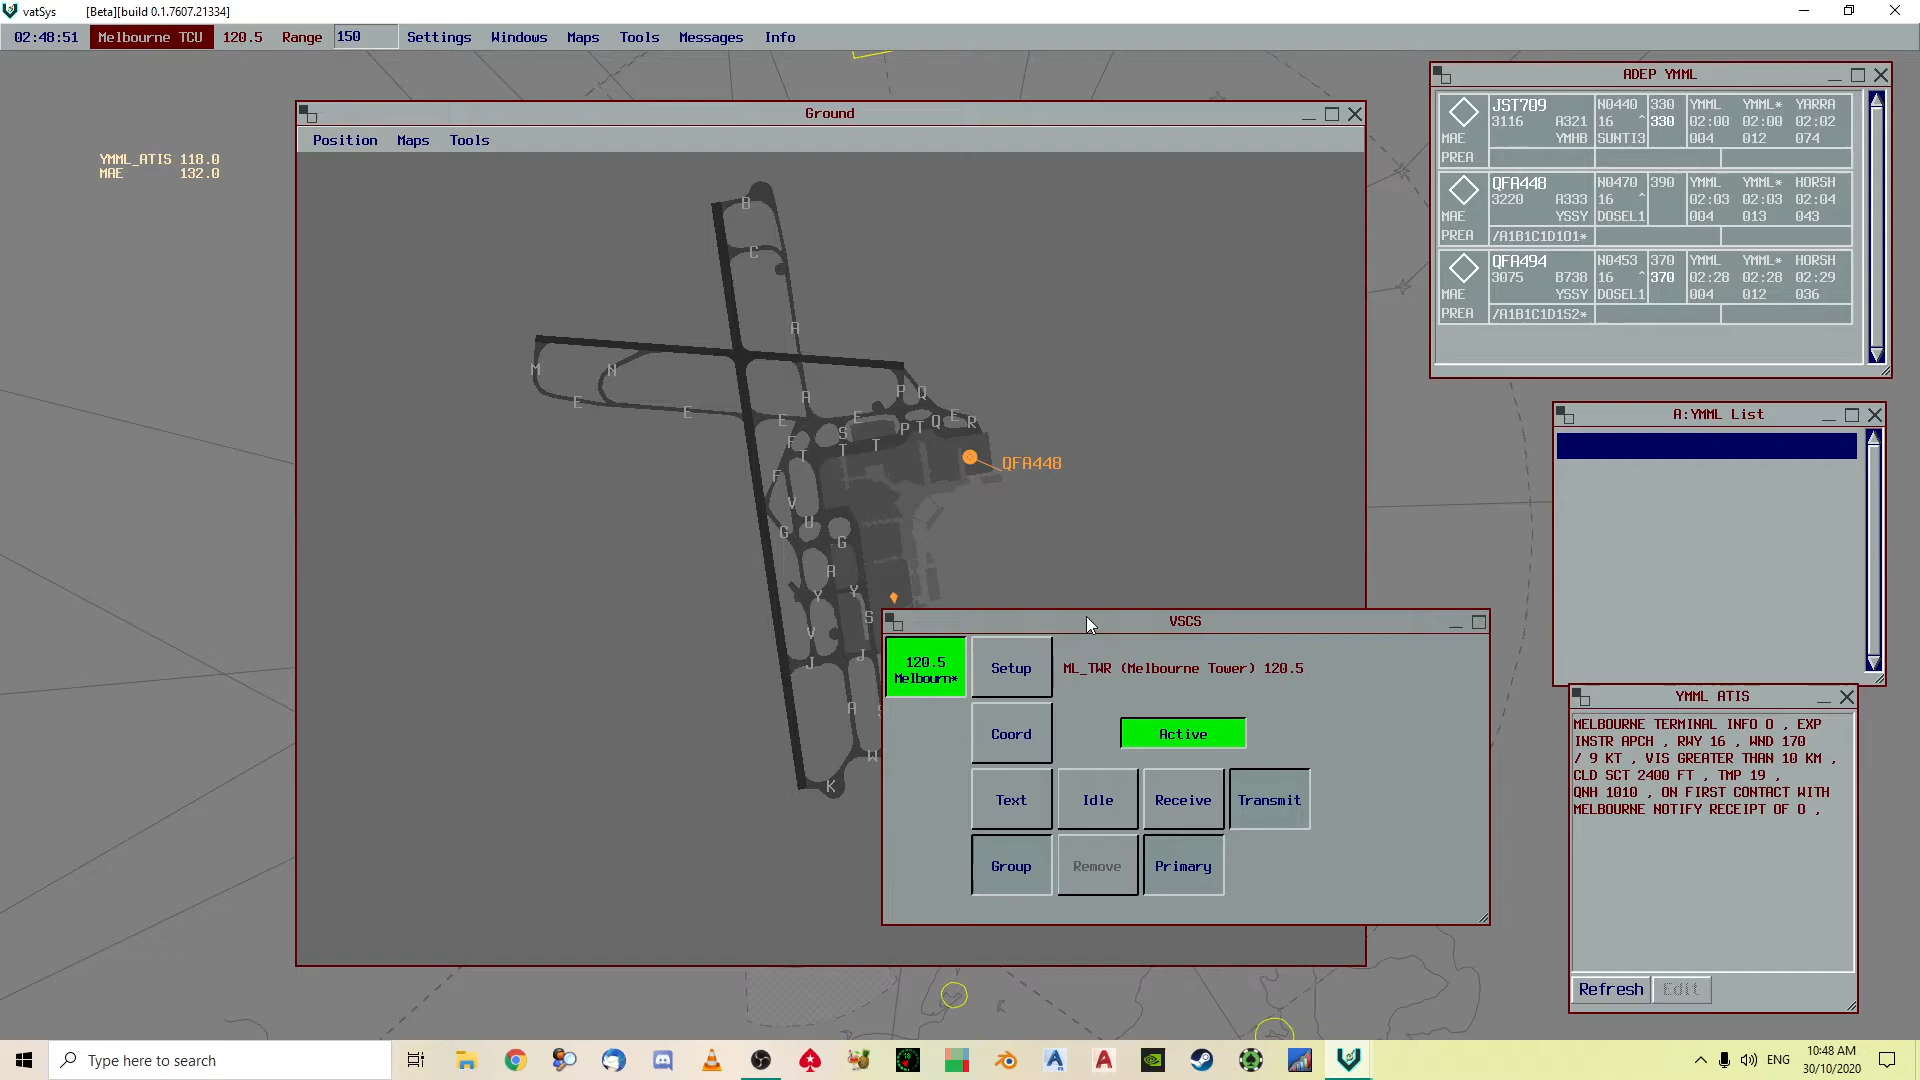 vatSys [Beta][build 0.1.7607.21334]
02:48:51 Melbourne TCU 120.5 Range 150 Settings Windows Maps Tools Messages Info
YMML_ATIS 118.0
MAE 132.0
Ground
Position Maps Tools
B
C
A
M
N
E
E
A
P Q
E
E
S
F
T
T
T
P T Q E R
QFA448
F
V
U
G
G
A
Y
Y
S
V
J
J
A
W
K
ADEP YMML
JST709 N0440 330 YMML YMML* YARRA
3116 A321 16 ^ 330 02:00 02:00 02:02
MAE YMHB SUNTI3 004 012 074
PREA
QFA448 N0470 390 YMML YMML* HORSH
3220 A333 16 ^ 02:03 02:03 02:04
MAE YSSY DOSEL1 004 013 043
PREA /A1B1C1D1O1*
QFA494 N0453 370 YMML YMML* HORSH
3075 B738 16 ^ 370 02:28 02:28 02:29
MAE YSSY DOSEL1 004 012 036
PREA /A1B1C1D1S2*
A:YMML List
YMML ATIS
MELBOURNE TERMINAL INFO O , EXP
INSTR APCH , RWY 16 , WND 170
/ 9 KT , VIS GREATER THAN 10 KM ,
CLD SCT 2400 FT , TMP 19 ,
QNH 1010 , ON FIRST CONTACT WITH
MELBOURNE NOTIFY RECEIPT OF O ,
Refresh Edit
VSCS
120.5
Melbourn*
Setup
ML_TWR (Melbourne Tower) 120.5
Coord
Active
Text Idle Receive Transmit
Group Remove Primary
Type here to search
ENG
10:48 AM
30/10/2020